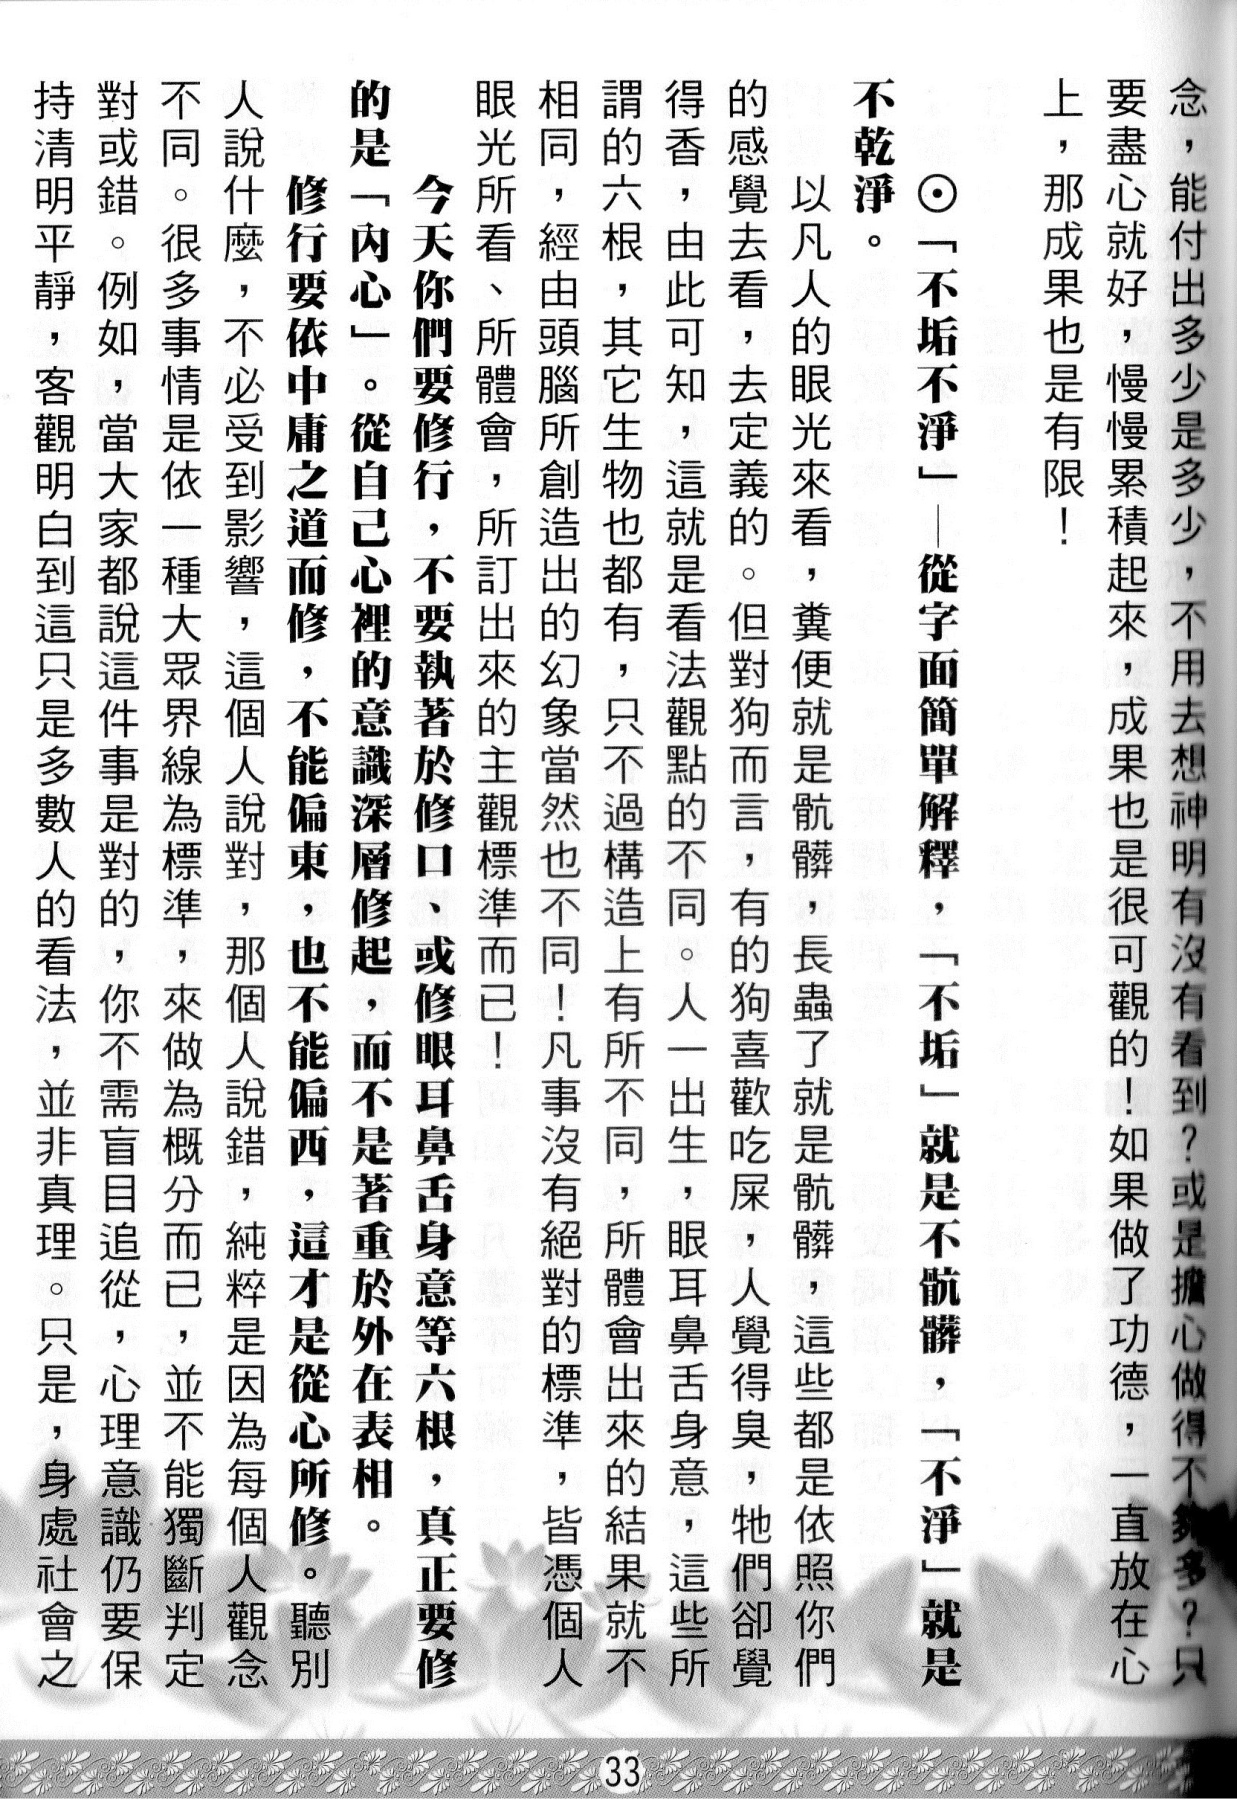 念，能付出多少是多少，不用去想神明有沒有看到？或是擔心做得不夠多？只
要盡心就好，慢慢累積起來，成果也是很可觀的！如果做了功德，一直放在心
上，那成果也是有限！
⊙「不垢不淨」—從字面簡單解釋，「不垢」就是不骯髒，「不淨」就是
不乾淨。
以凡人的眼光來看，糞便就是骯髒，長蟲了就是骯髒，這些都是依照你們
的感覺去看，去定義的。但對狗而言，有的狗喜歡吃屎，人覺得臭，牠們卻覺
得香，由此可知，這就是看法觀點的不同。人一出生，眼耳鼻舌身意，這些所
謂的六根，其它生物也都有，只不過構造上有所不同，所體會出來的結果就不
相同，經由頭腦所創造出的幻象當然也不同！凡事沒有絕對的標準，皆憑個人
眼光所看、所體會，所訂出來的主觀標準而已！
今天你們要修行，不要執著於修口、或修眼耳鼻舌身意等六根，真正要修
的是「內心」。從自己心裡的意識深層修起，而不是著重於外在表相。
修行要依中庸之道而修，不能偏東，也不能偏西，這才是從心所修。聽別
人說什麼，不必受到影響，這個人說對，那個人說錯，純粹是因為每個人觀念
不同。很多事情是依一種大眾界線為標準，來做為概分而已，並不能獨斷判定
對或錯。例如，當大家都說這件事是對的，你不需盲目追從，心理意識仍要保
持清明平靜，客觀明白到這只是多數人的看法，並非真理。只是，身處社會之
33